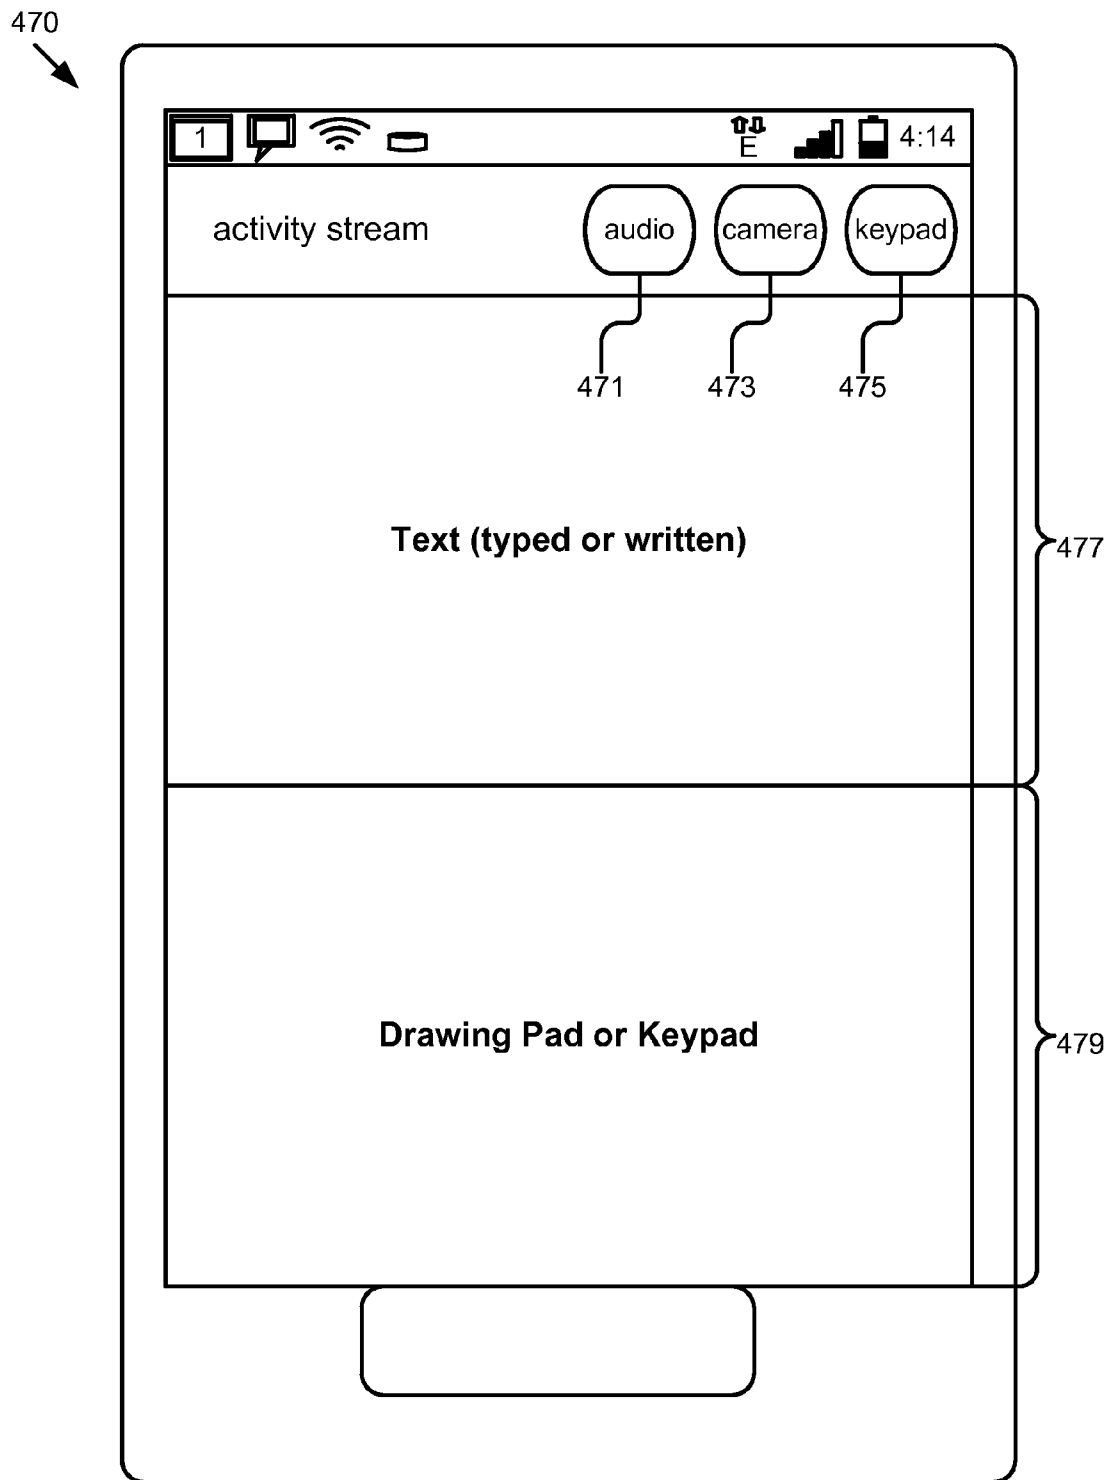 470
1 E 4:14
activity stream audio camera keypad
471 473 475
Text (typed or written)
477
Drawing Pad or Keypad
479